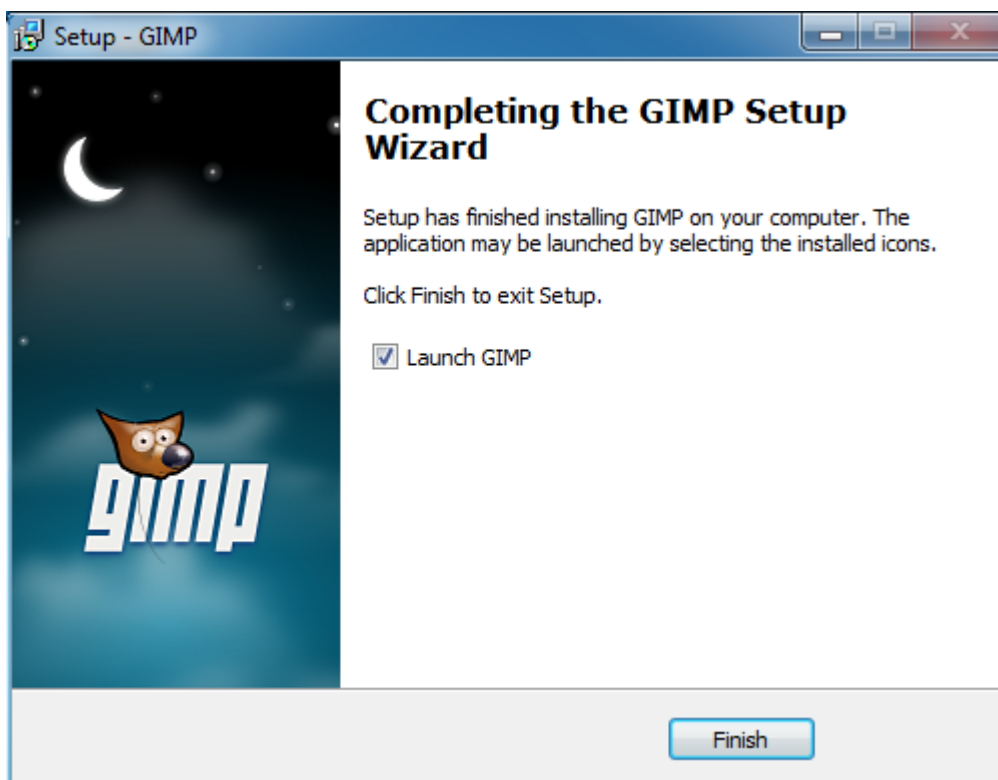 Setup - GIMP
Completing the GIMP Setup
Wizard
Setup has finished installing GIMP on your computer. The
application may be launched by selecting the installed icons.
Click Finish to exit Setup.
Launch GIMP
gimp
Finish